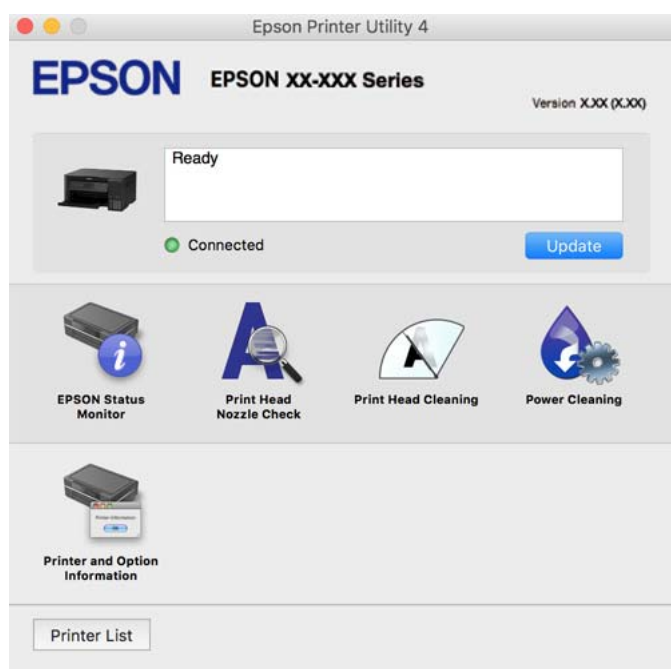 Epson Printer Utility 4
EPSON
EPSON XX-XXX Series
Version X.XX (X.XX)
Ready
Connected
Update
EPSON Status
Monitor
Print Head
Nozzle Check
Print Head Cleaning
Power Cleaning
Printer and Option
Information
Printer List